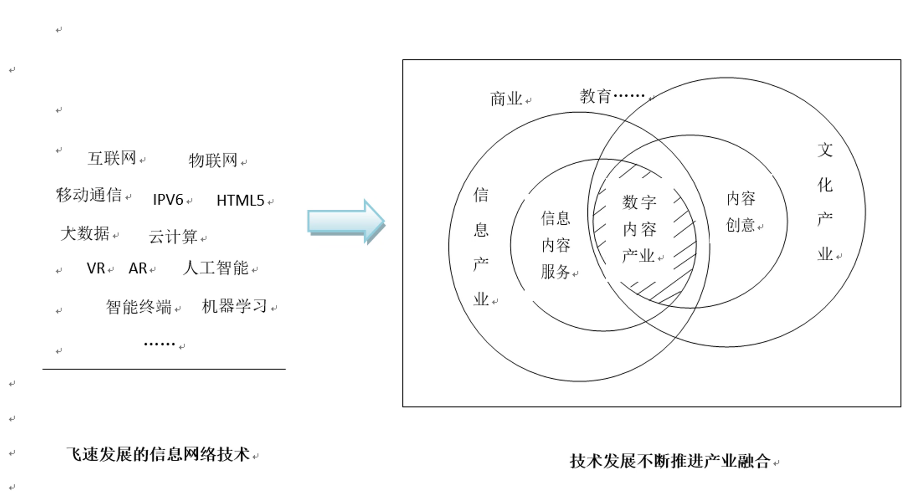 互联网 物联网
移动通信 IPV6 HTML5
大数据 云计算
VR AR 人工智能
智能终端 机器学习
……
飞速发展的信息网络技术
商业 教育……
信息产业
信息
内容
服务
数字
内容
产业
内容
创意
文化产业
技术发展不断推进产业融合